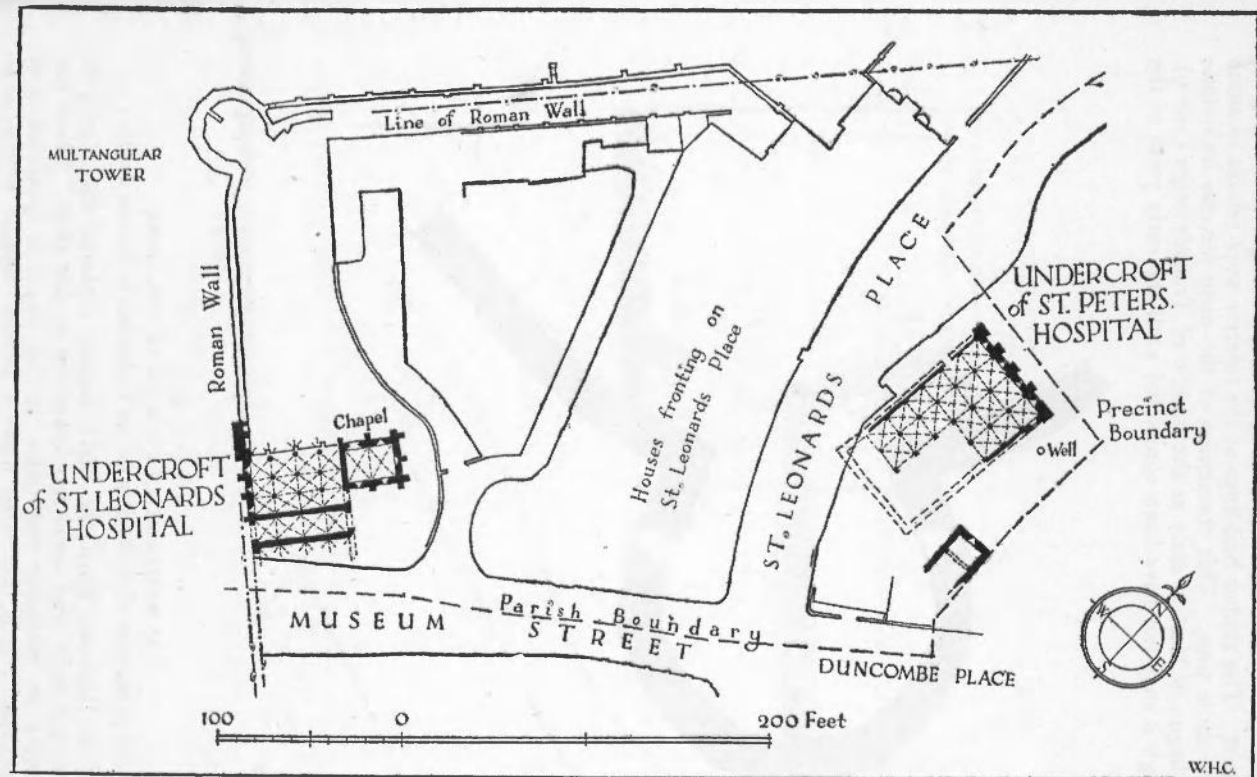 Line of Roman Wall
MULTANGULAR
TOWER
Roman Wall
Chapel
UNDERCROFT
of ST. LEONARDS
HOSPITAL
Houses fronting on
St. Leonards Place
ST. LEONARDS PLACE
UNDERCROFT
of ST. PETERS.
HOSPITAL
Precinct
Boundary
Well
Parish Boundary
MUSEUM STREET
DUNCOMBE PLACE
N
E
S
W
100 0 200 Feet
W.H.C.